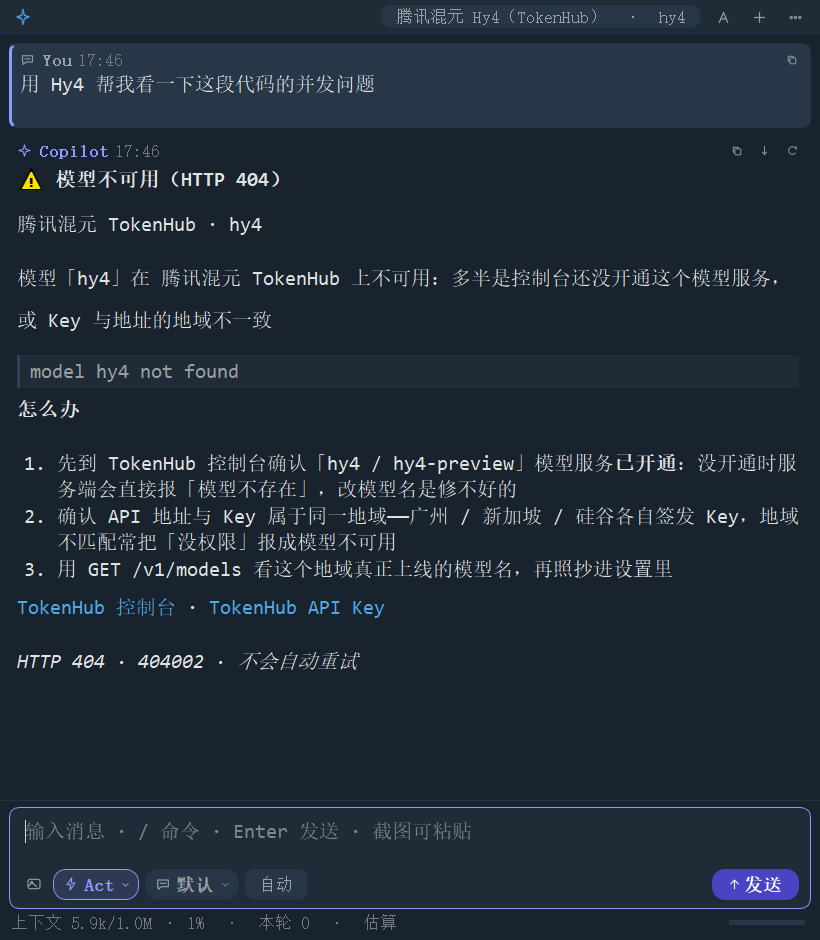 腾讯混元 Hy4（TokenHub） · hy4 A
You 17:46
用 Hy4 帮我看一下这段代码的并发问题
Copilot 17:46
模型不可用（HTTP 404）
腾讯混元 TokenHub · hy4
模型「hy4」在 腾讯混元 TokenHub 上不可用：多半是控制台还没开通这个模型服务，
或 Key 与地址的地域不一致
model hy4 not found
怎么办
1. 先到 TokenHub 控制台确认「hy4 / hy4-preview」模型服务已开通：没开通时服
务端会直接报「模型不存在」，改模型名是修不好的
2. 确认 API 地址与 Key 属于同一地域——广州 / 新加坡 / 硅谷各自签发 Key，地域
不匹配常把「没权限」报成模型不可用
3. 用 GET /v1/models 看这个地域真正上线的模型名，再照抄进设置里
TokenHub 控制台 · TokenHub API Key
HTTP 404 · 404002 · 不会自动重试
输入消息 · / 命令 · Enter 发送 · 截图可粘贴
Act 默认 自动 ↑ 发送
上下文 5.9k/1.0M · 1% · 本轮 0 · 估算